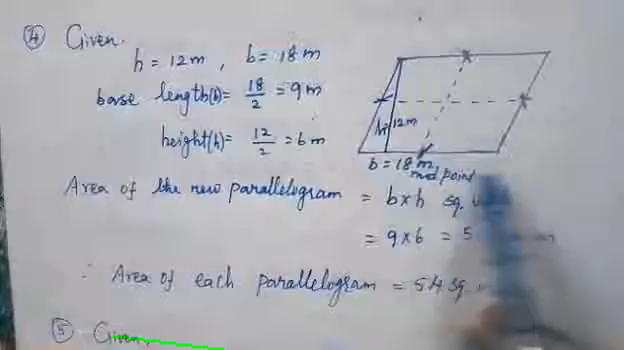 ④ Given.
h = 12m , b = 18m
base length(b) = 18/2 = 9m
height(h) = 12/2 = 6m
h 12m
b = 18m
mid point
Area of the new parallelogram = b×h sq.
= 9×6 = 5
∴ Area of each parallelogram = 54 sq.
⑤ Given,